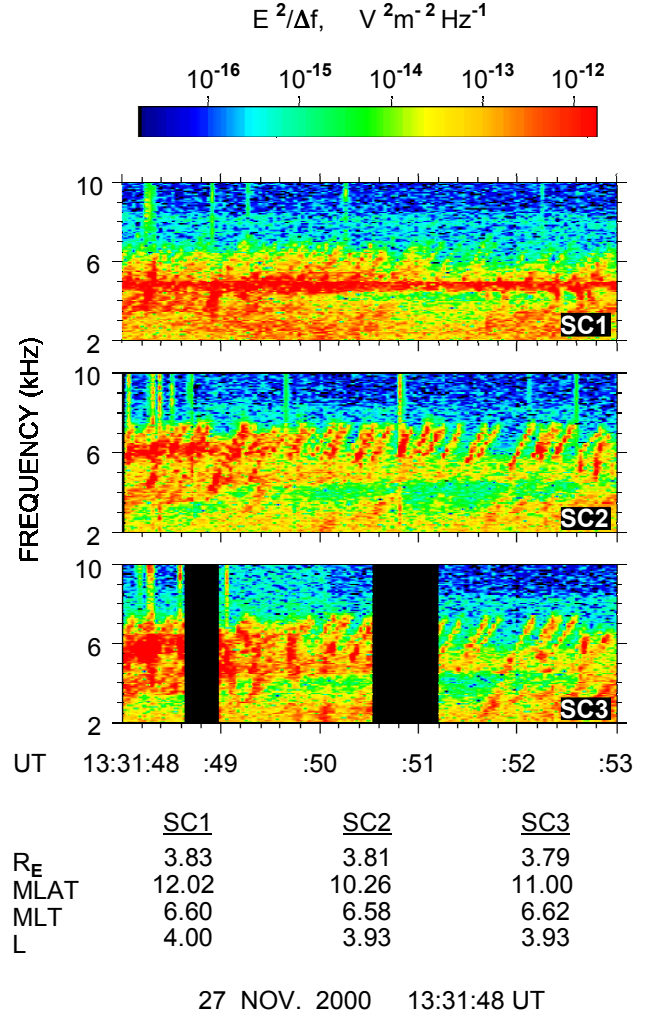 E ²/Δf, V ²m⁻² Hz⁻¹
10⁻¹⁶ 10⁻¹⁵ 10⁻¹⁴ 10⁻¹³ 10⁻¹²
10
6
2
SC1
FREQUENCY (kHz)
10
6
2
SC2
10
6
2
SC3
UT 13:31:48 :49 :50 :51 :52 :53
SC1 SC2 SC3
R_E 3.83 3.81 3.79
MLAT 12.02 10.26 11.00
MLT 6.60 6.58 6.62
L 4.00 3.93 3.93
27 NOV. 2000 13:31:48 UT